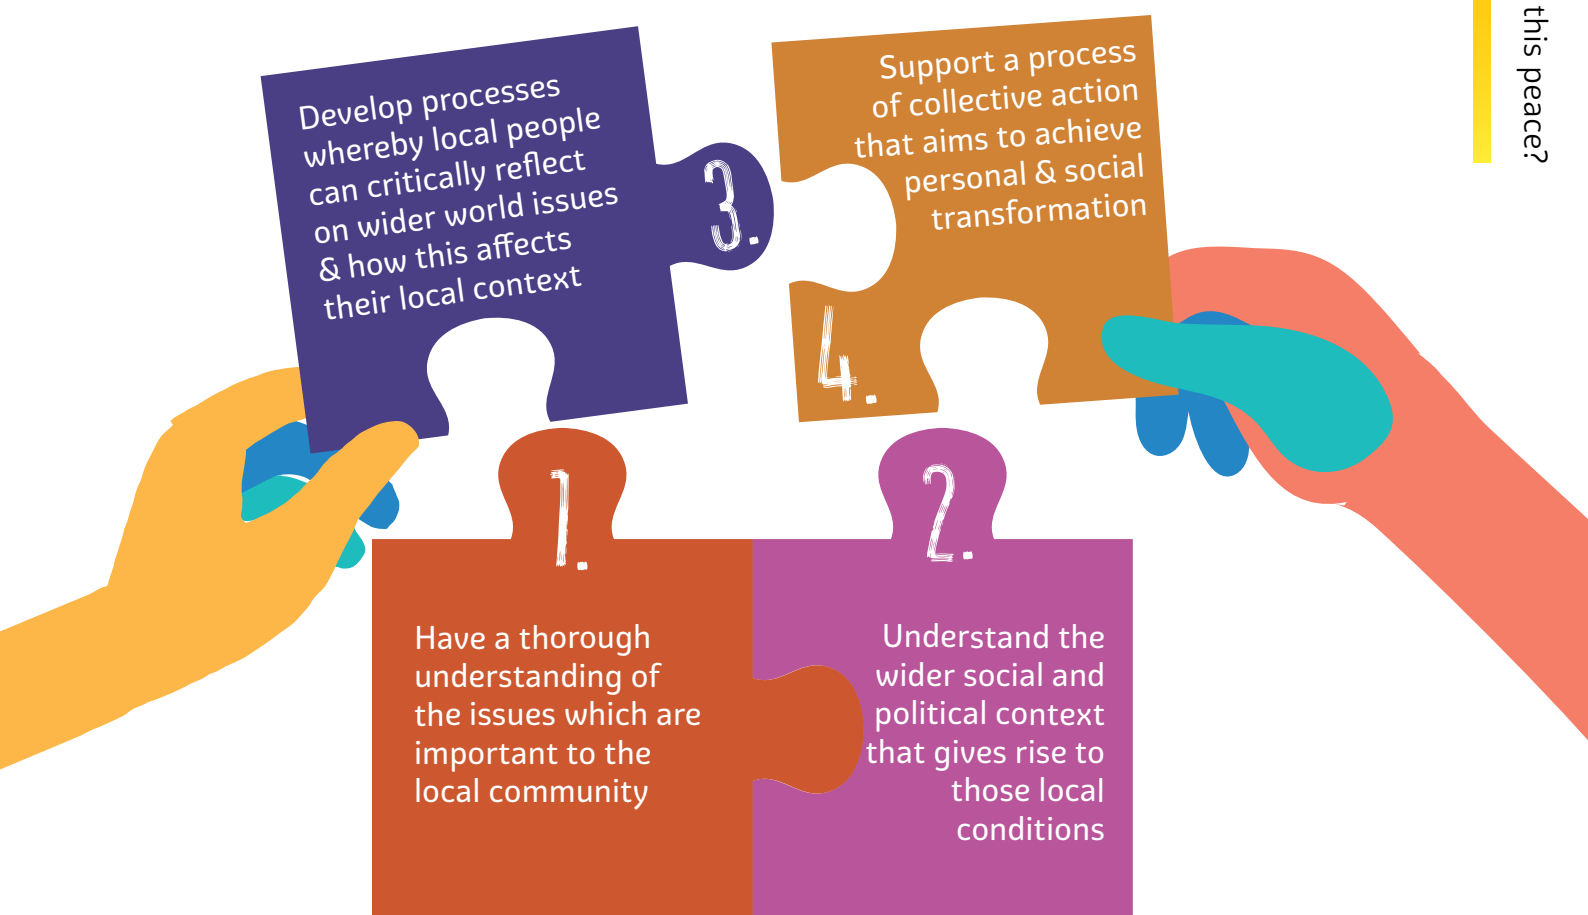 this peace?
Develop processes
whereby local people
can critically reflect
on wider world issues
& how this affects
their local context
3.
Support a process
of collective action
that aims to achieve
personal & social
transformation
4.
1.
Have a thorough
understanding of
the issues which are
important to the
local community
2.
Understand the
wider social and
political context
that gives rise to
those local
conditions